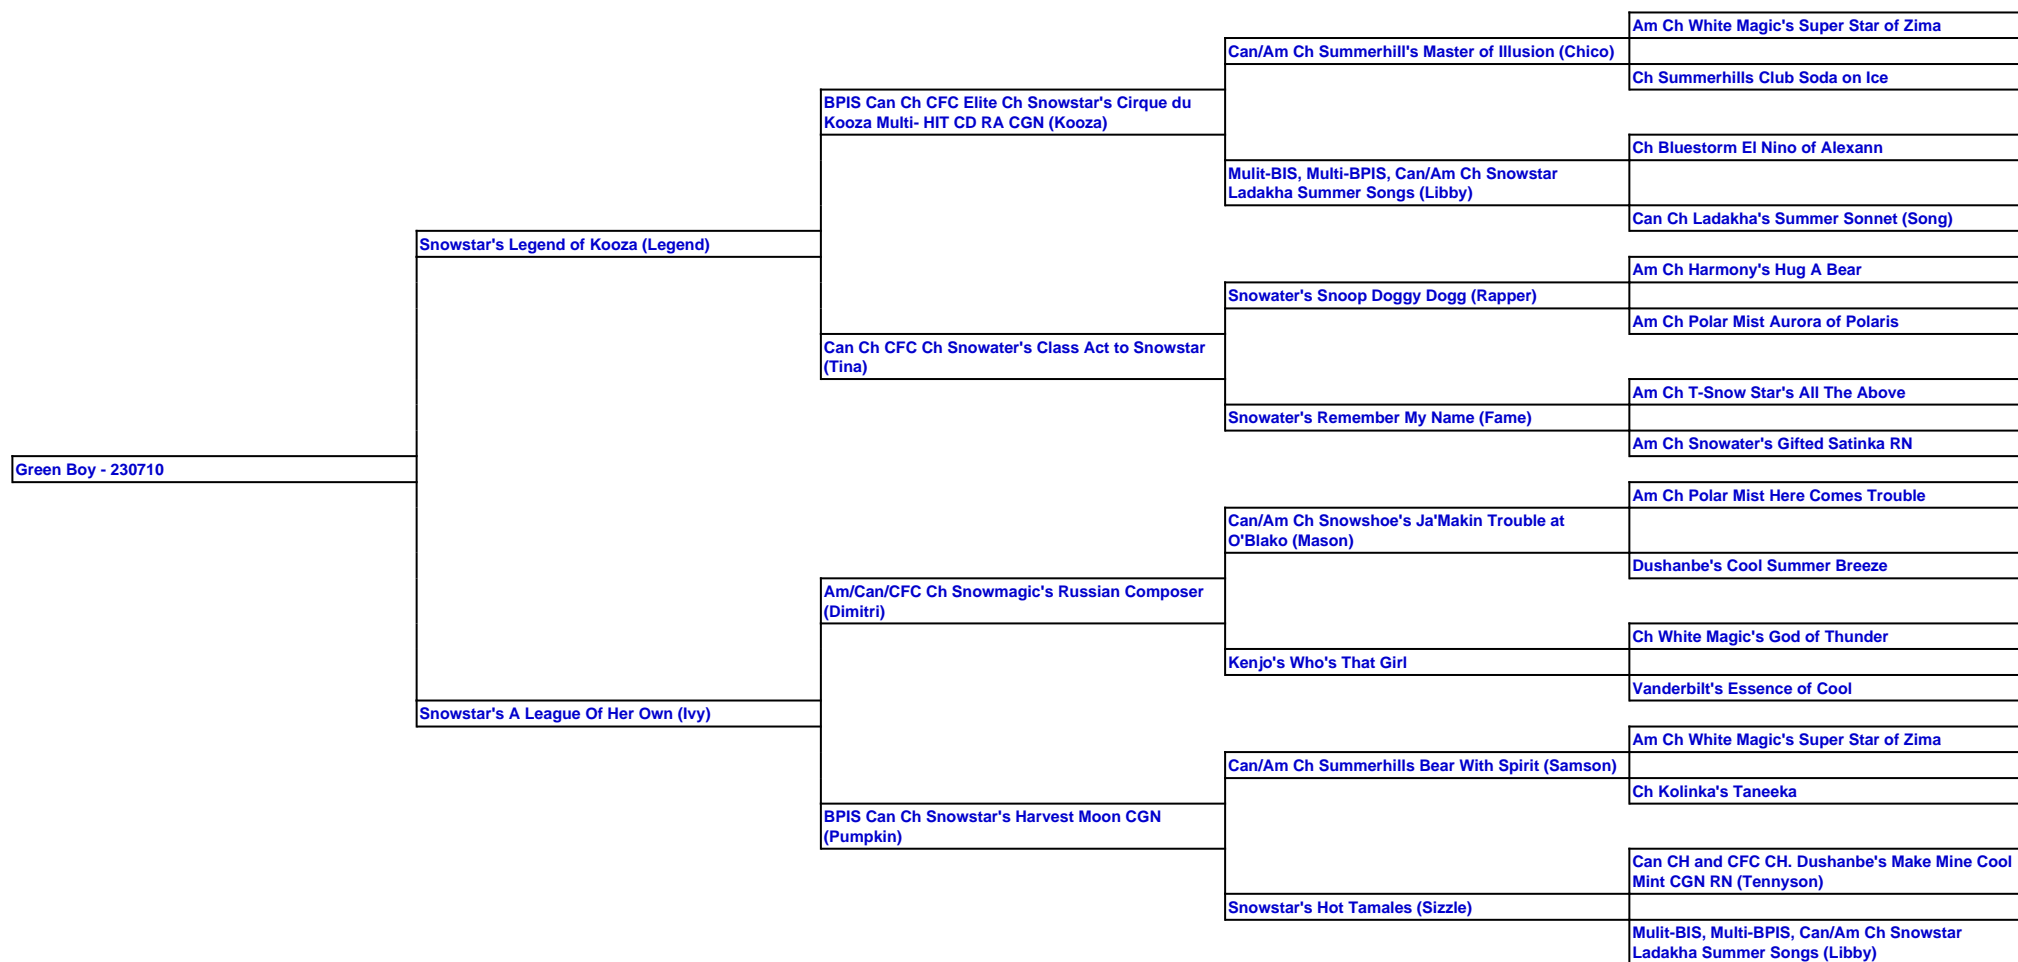 Am Ch White Magic's Super Star of Zima
Can/Am Ch Summerhill's Master of Illusion (Chico)
Ch Summerhills Club Soda on Ice
BPIS Can Ch CFC Elite Ch Snowstar's Cirque du
Kooza Multi- HIT CD RA CGN (Kooza)
Ch Bluestorm El Nino of Alexann
Mulit-BIS, Multi-BPIS, Can/Am Ch Snowstar
Ladakha Summer Songs (Libby)
Can Ch Ladakha's Summer Sonnet (Song)
Snowstar's Legend of Kooza (Legend)
Am Ch Harmony's Hug A Bear
Snowater's Snoop Doggy Dogg (Rapper)
Am Ch Polar Mist Aurora of Polaris
Can Ch CFC Ch Snowater's Class Act to Snowstar
(Tina)
Am Ch T-Snow Star's All The Above
Snowater's Remember My Name (Fame)
Am Ch Snowater's Gifted Satinka RN
Green Boy - 230710
Am Ch Polar Mist Here Comes Trouble
Can/Am Ch Snowshoe's Ja'Makin Trouble at
O'Blako (Mason)
Dushanbe's Cool Summer Breeze
Am/Can/CFC Ch Snowmagic's Russian Composer
(Dimitri)
Ch White Magic's God of Thunder
Kenjo's Who's That Girl
Vanderbilt's Essence of Cool
Snowstar's A League Of Her Own (Ivy)
Am Ch White Magic's Super Star of Zima
Can/Am Ch Summerhills Bear With Spirit (Samson)
Ch Kolinka's Taneeka
BPIS Can Ch Snowstar's Harvest Moon CGN
(Pumpkin)
Can CH and CFC CH. Dushanbe's Make Mine Cool
Mint CGN RN (Tennyson)
Snowstar's Hot Tamales (Sizzle)
Mulit-BIS, Multi-BPIS, Can/Am Ch Snowstar
Ladakha Summer Songs (Libby)